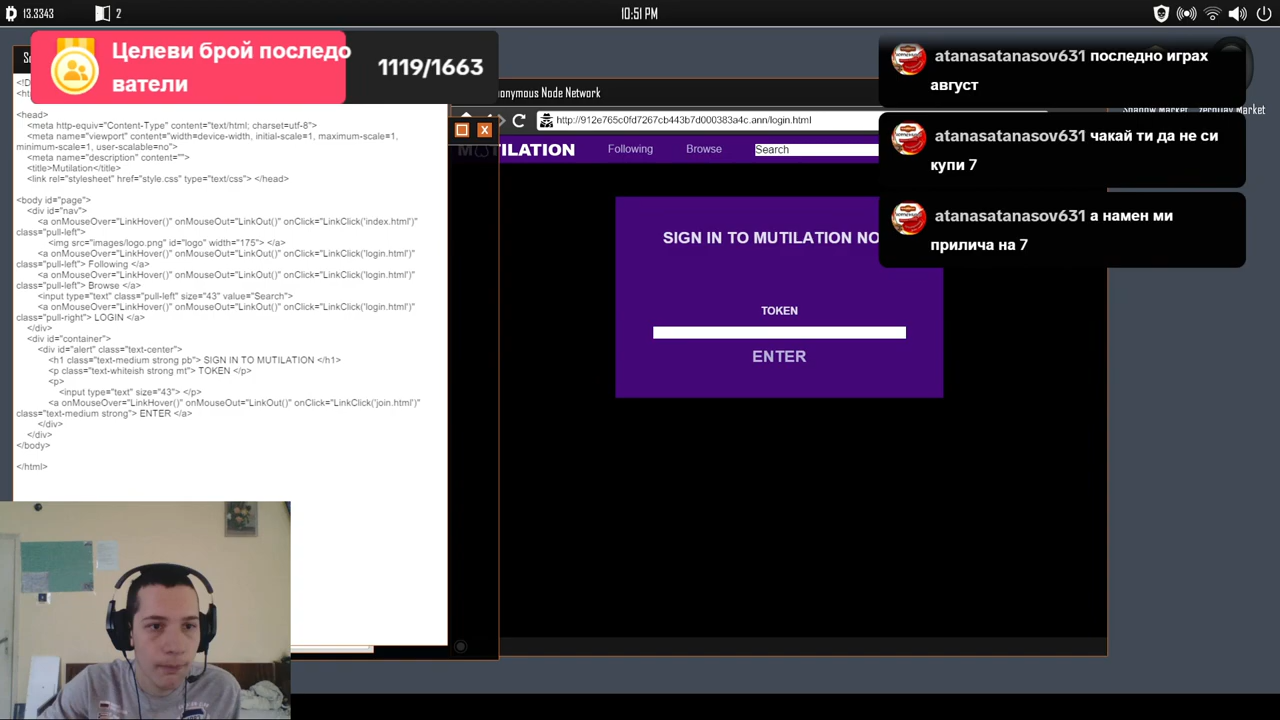 13.3343
2
10:51 PM
Целеви брой последо
ватели
1119/1663
atanasatanasov631 последно играх
август
atanasatanasov631 чакай ти да не си
купи 7
atanasatanasov631 а намен ми
прилича на 7
<head>
<meta http-equiv="Content-Type" content="text/html; charset=utf-8">
<meta name="viewport" content="width=device-width, initial-scale=1, maximum-scale=1,
minimum-scale=1, user-scalable=no">
<meta name="description" content="">
<title>Mutilation</title>
<link rel="stylesheet" href="style.css" type="text/css"> </head>
<body id="page">
<div id="nav">
<a onMouseOver="LinkHover()" onMouseOut="LinkOut()" onClick="LinkClick('index.html')"
class="pull-left">
<img src="images/logo.png" id="logo" width="175"> </a>
<a onMouseOver="LinkHover()" onMouseOut="LinkOut()" onClick="LinkClick('login.html')"
class="pull-left"> Following </a>
<a onMouseOver="LinkHover()" onMouseOut="LinkOut()" onClick="LinkClick('login.html')"
class="pull-left"> Browse </a>
<input type="text" class="pull-left" size="43" value="Search">
<a onMouseOver="LinkHover()" onMouseOut="LinkOut()" onClick="LinkClick('login.html')"
class="pull-right"> LOGIN </a>
</div>
<div id="container">
<div id="alert" class="text-center">
<h1 class="text-medium strong pb"> SIGN IN TO MUTILATION </h1>
<p class="text-whiteish strong mt"> TOKEN </p>
<p>
<input type="text" size="43"> </p>
<a onMouseOver="LinkHover()" onMouseOut="LinkOut()" onClick="LinkClick('join.html')"
class="text-medium strong"> ENTER </a>
</div>
</div>
</body>
</html>
nonymous Node Network
http://912e765c0fd7267cb443b7d000383a4c.ann/login.html
MUTILATION
Following
Browse
Search
SIGN IN TO MUTILATION NO
TOKEN
ENTER